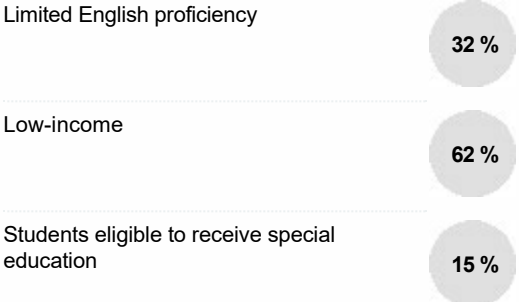 Limited English proficiency
32 %
Low-income
62 %
Students eligible to receive special
education
15 %